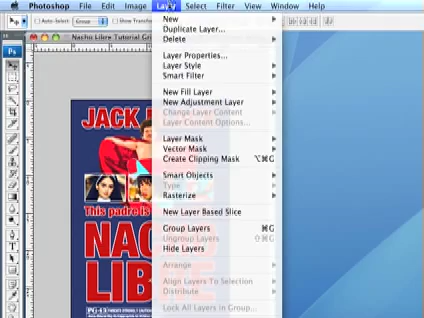 Photoshop File Edit Image Layer Select Filter View Window Help
Auto-Select: Group Show Transform
Nacho Libre Tutorial
New
Duplicate Layer...
Delete
Layer Properties...
Layer Style
Smart Filter
New Fill Layer
New Adjustment Layer
Change Layer Content
Layer Content Options...
Layer Mask
Vector Mask
Create Clipping Mask ⌥⌘G
Smart Objects
Type
Rasterize
New Layer Based Slice
Group Layers ⌘G
Ungroup Layers ⇧⌘G
Hide Layers
Arrange
Align Layers To Selection
Distribute
Lock All Layers in Group...
Ps
JACK
This padre is
NAC
LIB
PG-13